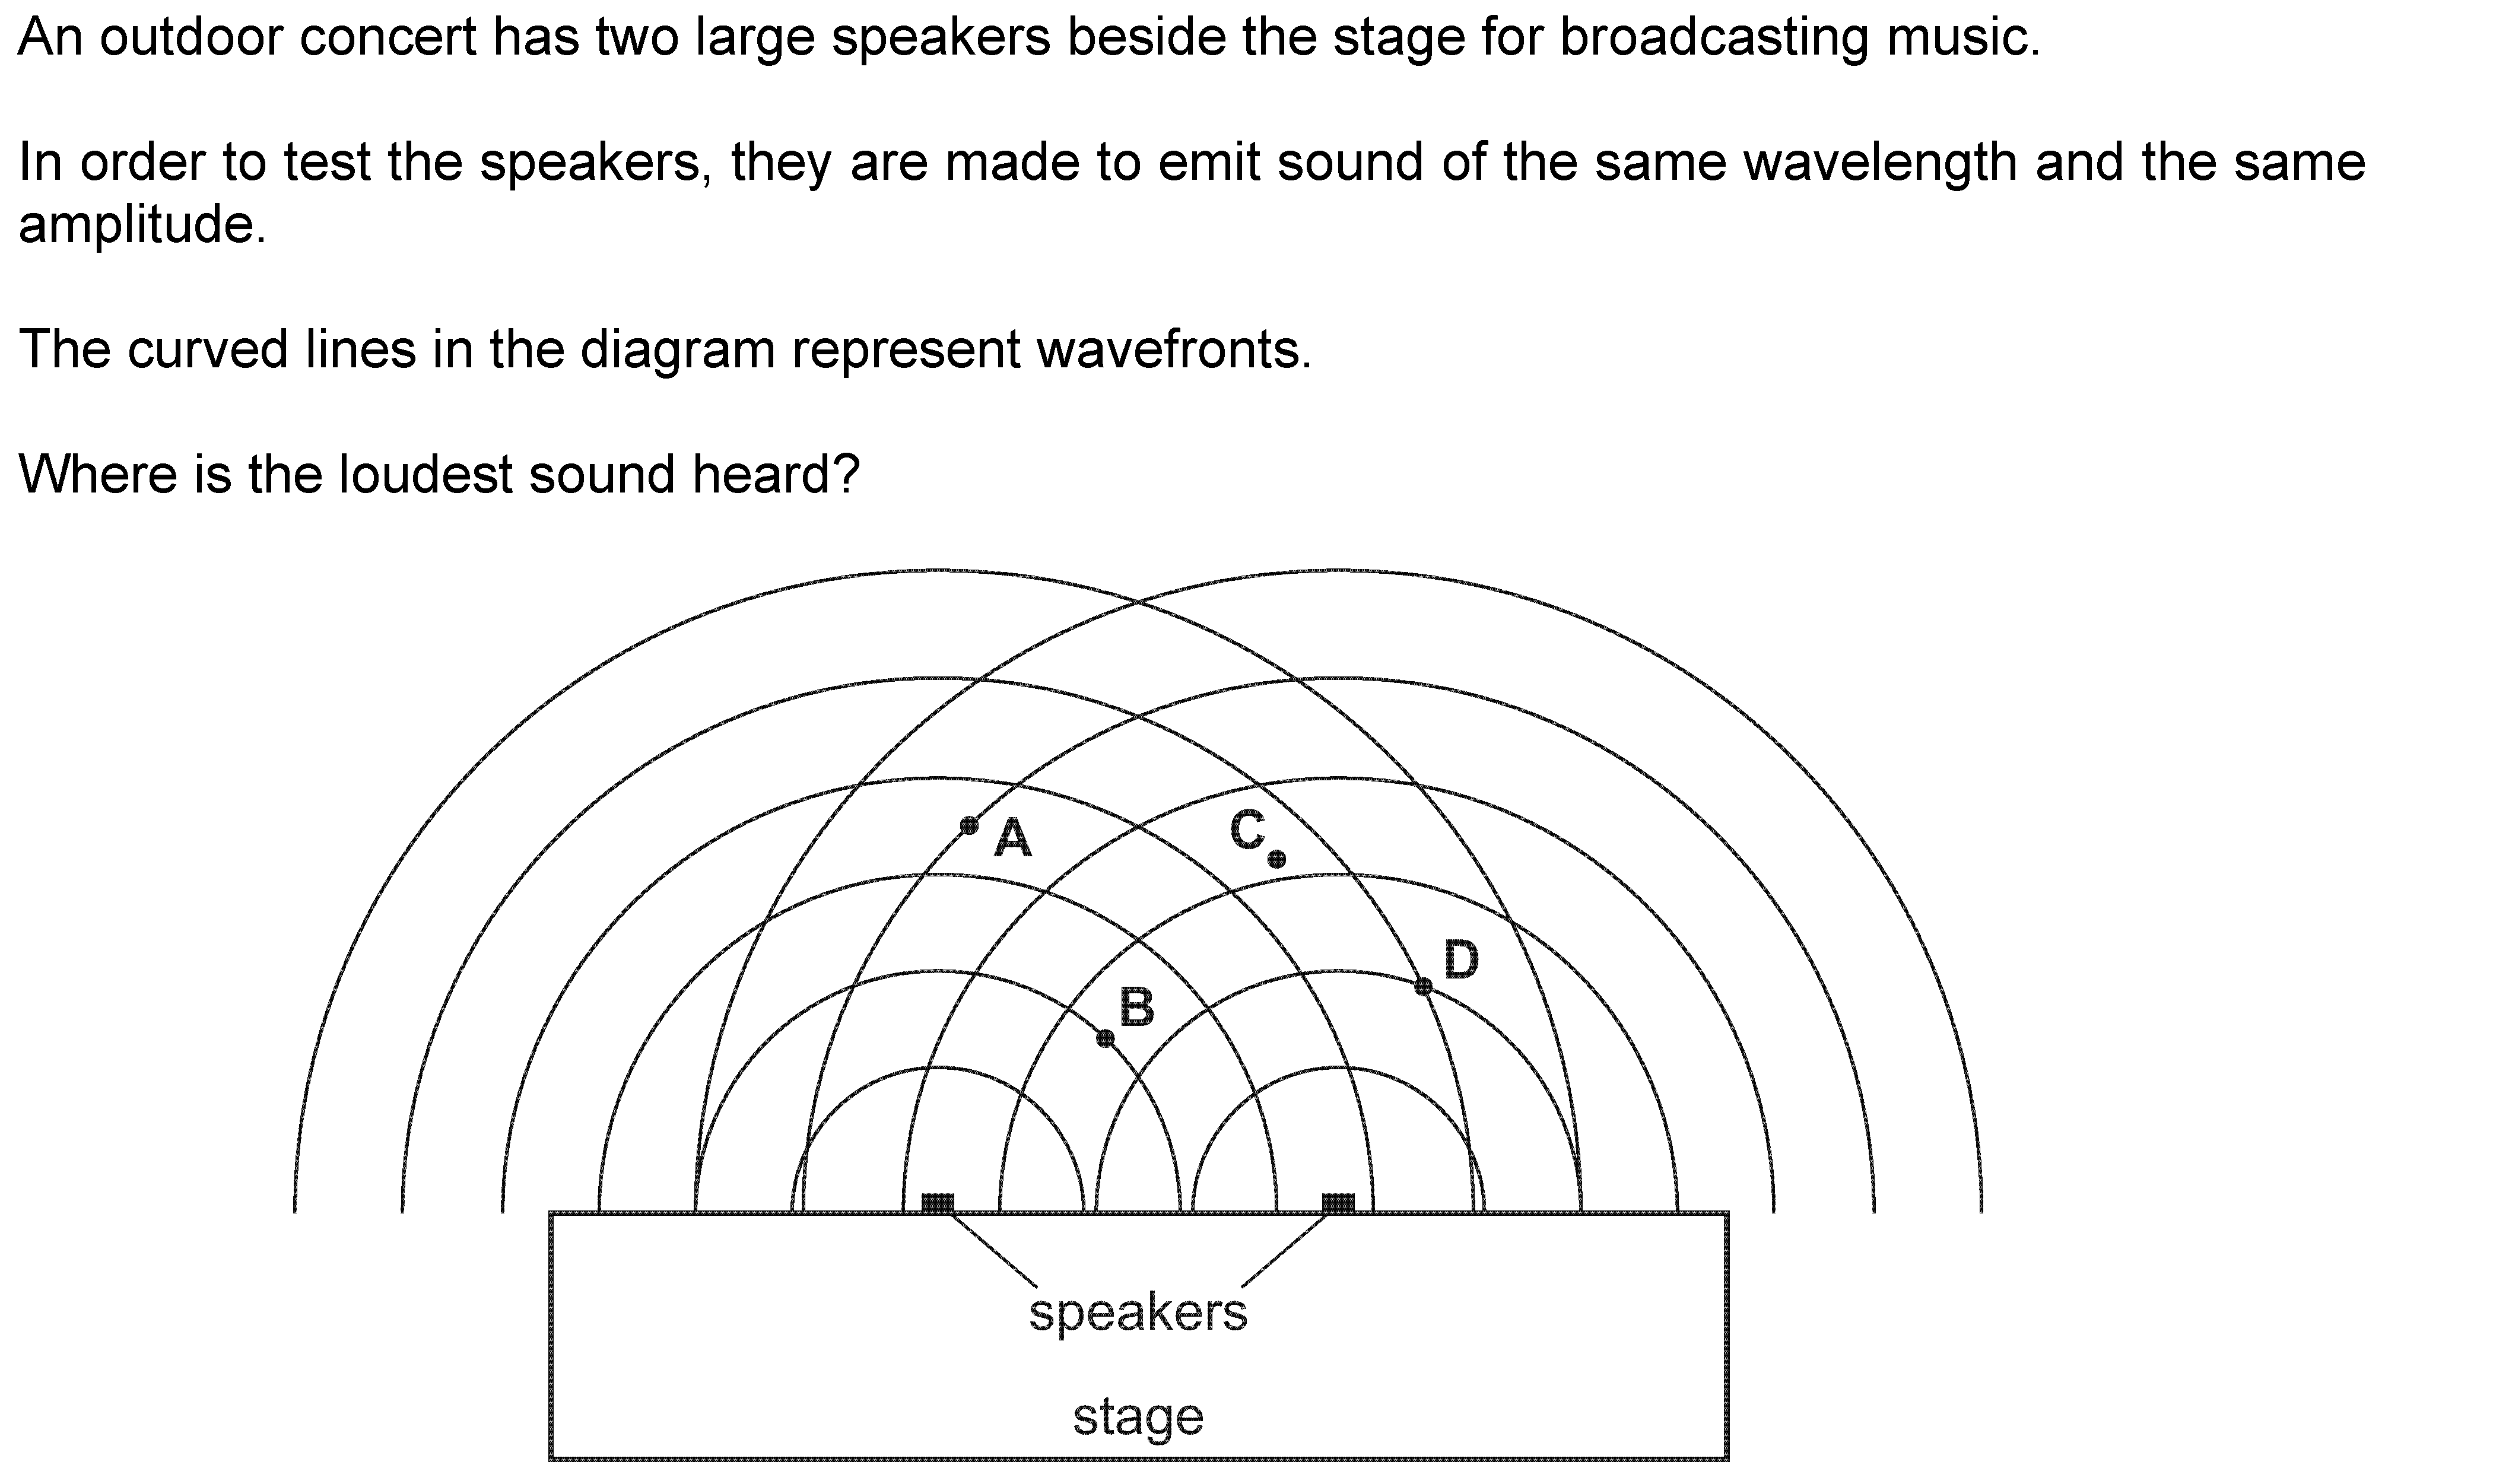 An outdoor concert has two large speakers beside the stage for broadcasting music.
In order to test the speakers, they are made to emit sound of the same wavelength and the same
amplitude.
The curved lines in the diagram represent wavefronts.
Where is the loudest sound heard?
A
C
D
B
speakers
stage